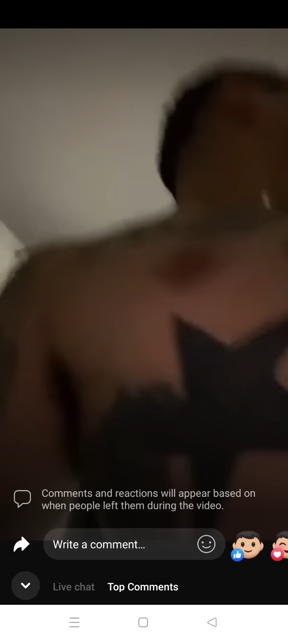 Comments and reactions will appear based on
when people left them during the video.
Write a comment...
Live chat Top Comments